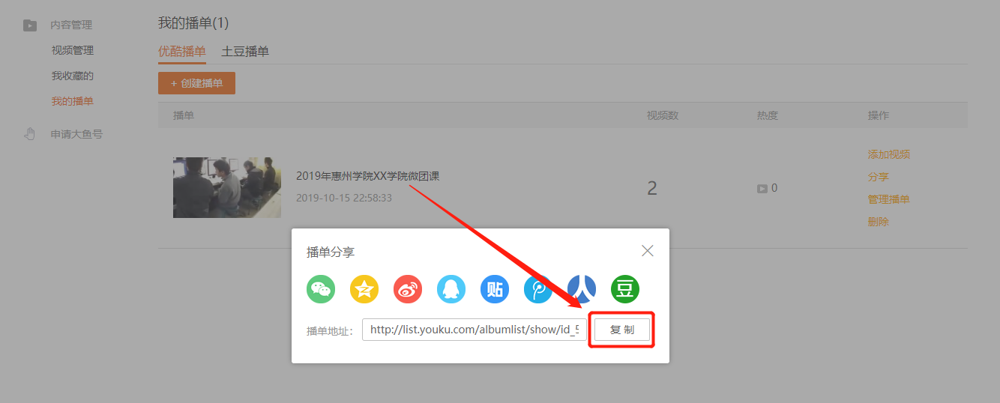 内容管理
视频管理
我收藏的
我的播单
申请大鱼号
我的播单(1)
优酷播单 土豆播单
+ 创建播单
播单 视频数 热度 操作
2019年惠州学院XX学院微团课
2019-10-15 22:58:33
2
0
添加视频
分享
管理播单
删除
播单分享
贴 人 豆
播单地址: http://list.youku.com/albumlist/show/id_5 复 制